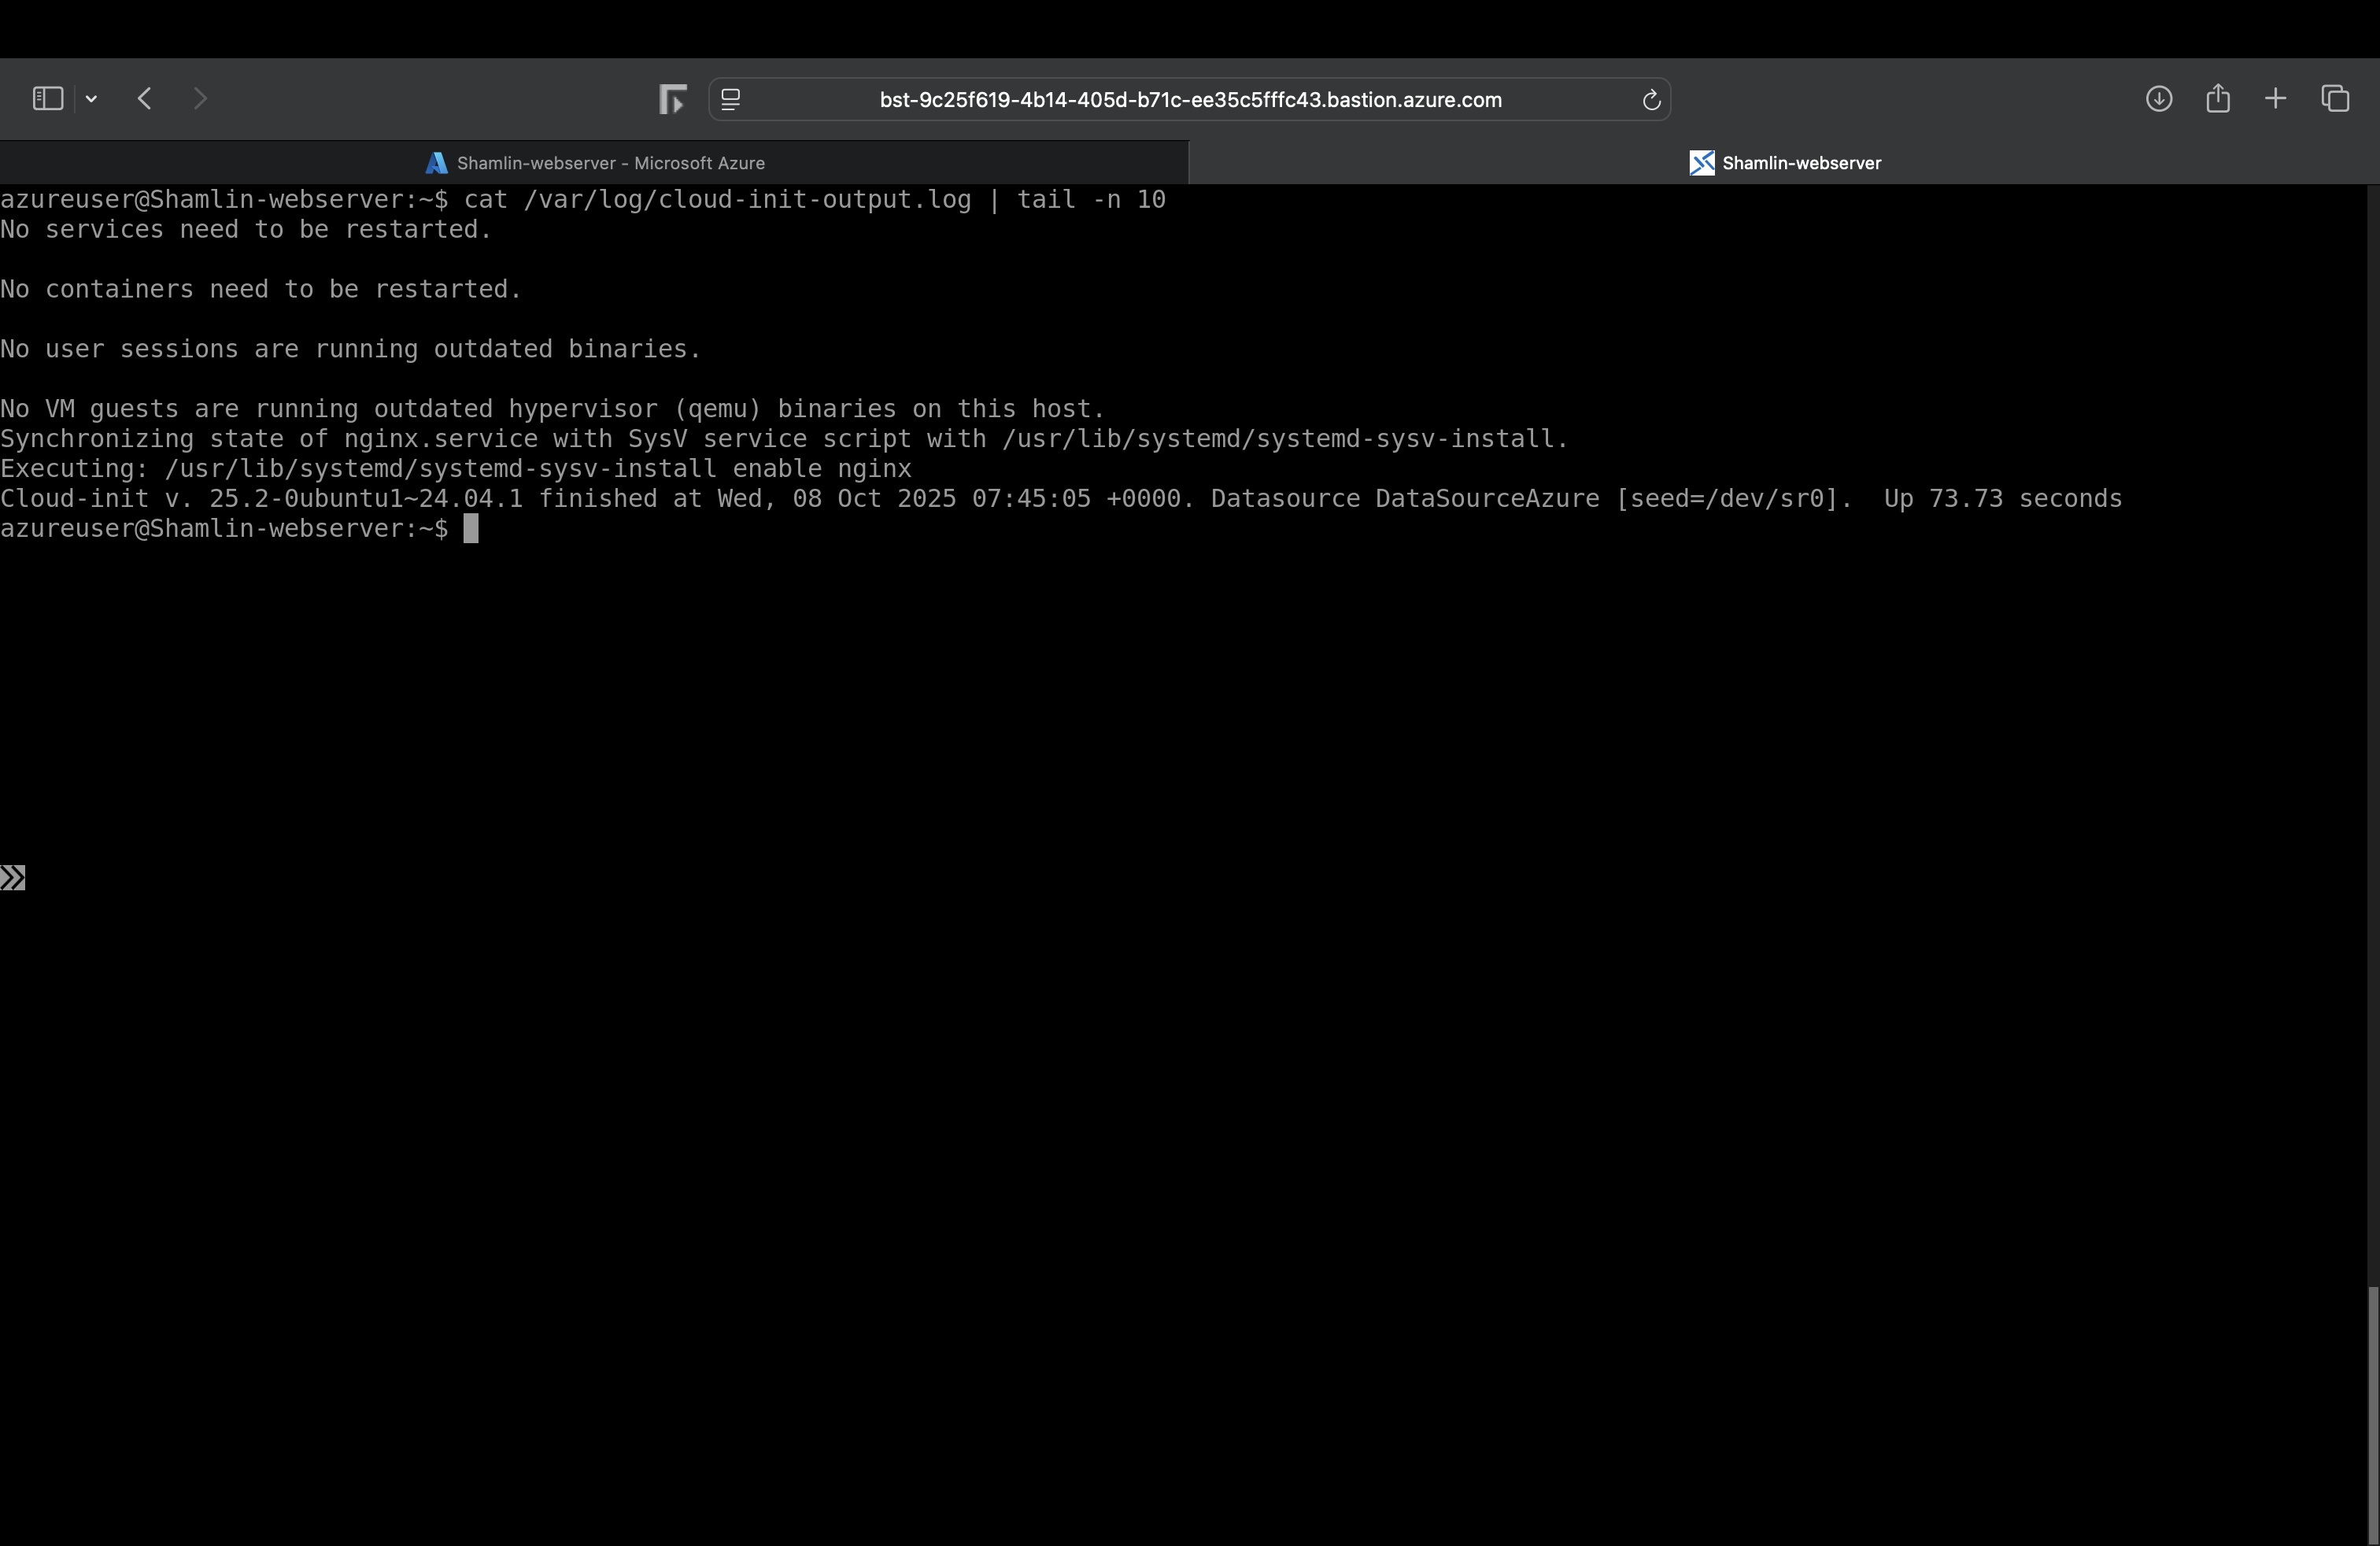 bst-9c25f619-4b14-405d-b71c-ee35c5fffc43.bastion.azure.com
Shamlin-webserver - Microsoft Azure
Shamlin-webserver
azureuser@Shamlin-webserver:~$ cat /var/log/cloud-init-output.log | tail -n 10
No services need to be restarted.
No containers need to be restarted.
No user sessions are running outdated binaries.
No VM guests are running outdated hypervisor (qemu) binaries on this host.
Synchronizing state of nginx.service with SysV service script with /usr/lib/systemd/systemd-sysv-install.
Executing: /usr/lib/systemd/systemd-sysv-install enable nginx
Cloud-init v. 25.2-0ubuntu1~24.04.1 finished at Wed, 08 Oct 2025 07:45:05 +0000. Datasource DataSourceAzure [seed=/dev/sr0].  Up 73.73 seconds
azureuser@Shamlin-webserver:~$